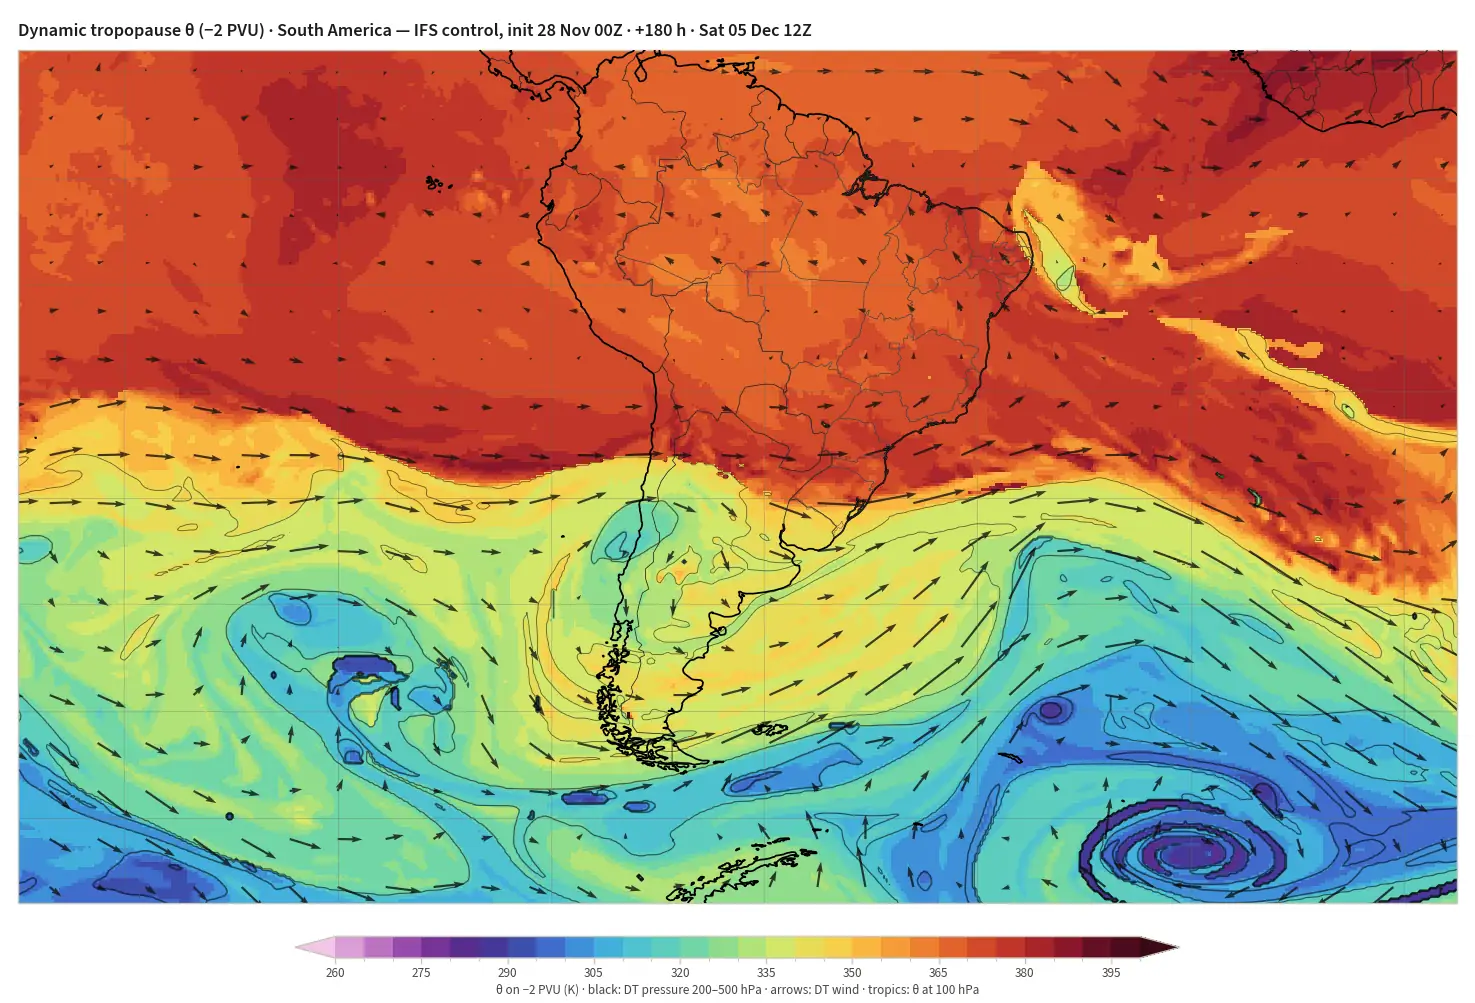 Dynamic tropopause θ (−2 PVU) · South America — IFS control, init 28 Nov 00Z · +180 h · Sat 05 Dec 12Z
260 275 290 305 320 335 350 365 380 395
θ on −2 PVU (K) · black: DT pressure 200–500 hPa · arrows: DT wind · tropics: θ at 100 hPa